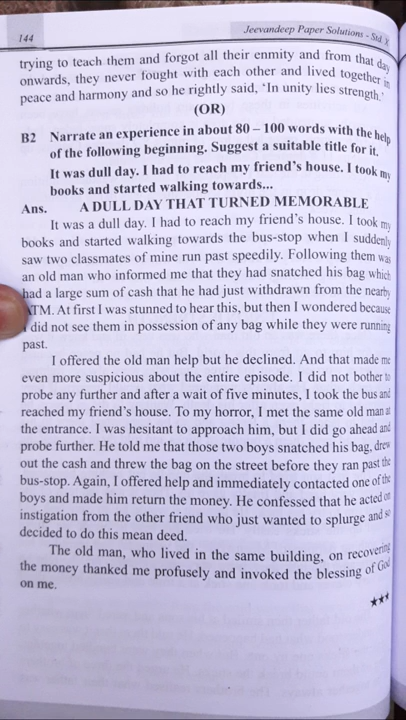 144
Jeevandeep Paper Solutions - Std. X
trying to teach them and forgot all their enmity and from that day
onwards, they never fought with each other and lived together in
peace and harmony and so he rightly said, ‘In unity lies strength.’
(OR)
B2 Narrate an experience in about 80 – 100 words with the help
of the following beginning. Suggest a suitable title for it.
It was dull day. I had to reach my friend’s house. I took my
books and started walking towards...
Ans. A DULL DAY THAT TURNED MEMORABLE
It was a dull day. I had to reach my friend’s house. I took my
books and started walking towards the bus-stop when I suddenly
saw two classmates of mine run past speedily. Following them was
an old man who informed me that they had snatched his bag which
had a large sum of cash that he had just withdrawn from the nearby
ATM. At first I was stunned to hear this, but then I wondered because
I did not see them in possession of any bag while they were running
past.
I offered the old man help but he declined. And that made me
even more suspicious about the entire episode. I did not bother to
probe any further and after a wait of five minutes, I took the bus and
reached my friend’s house. To my horror, I met the same old man at
the entrance. I was hesitant to approach him, but I did go ahead and
probe further. He told me that those two boys snatched his bag, drew
out the cash and threw the bag on the street before they ran past the
bus-stop. Again, I offered help and immediately contacted one of the
boys and made him return the money. He confessed that he acted on
instigation from the other friend who just wanted to splurge and so
decided to do this mean deed.
The old man, who lived in the same building, on recovering
the money thanked me profusely and invoked the blessing of God
on me.
★★★